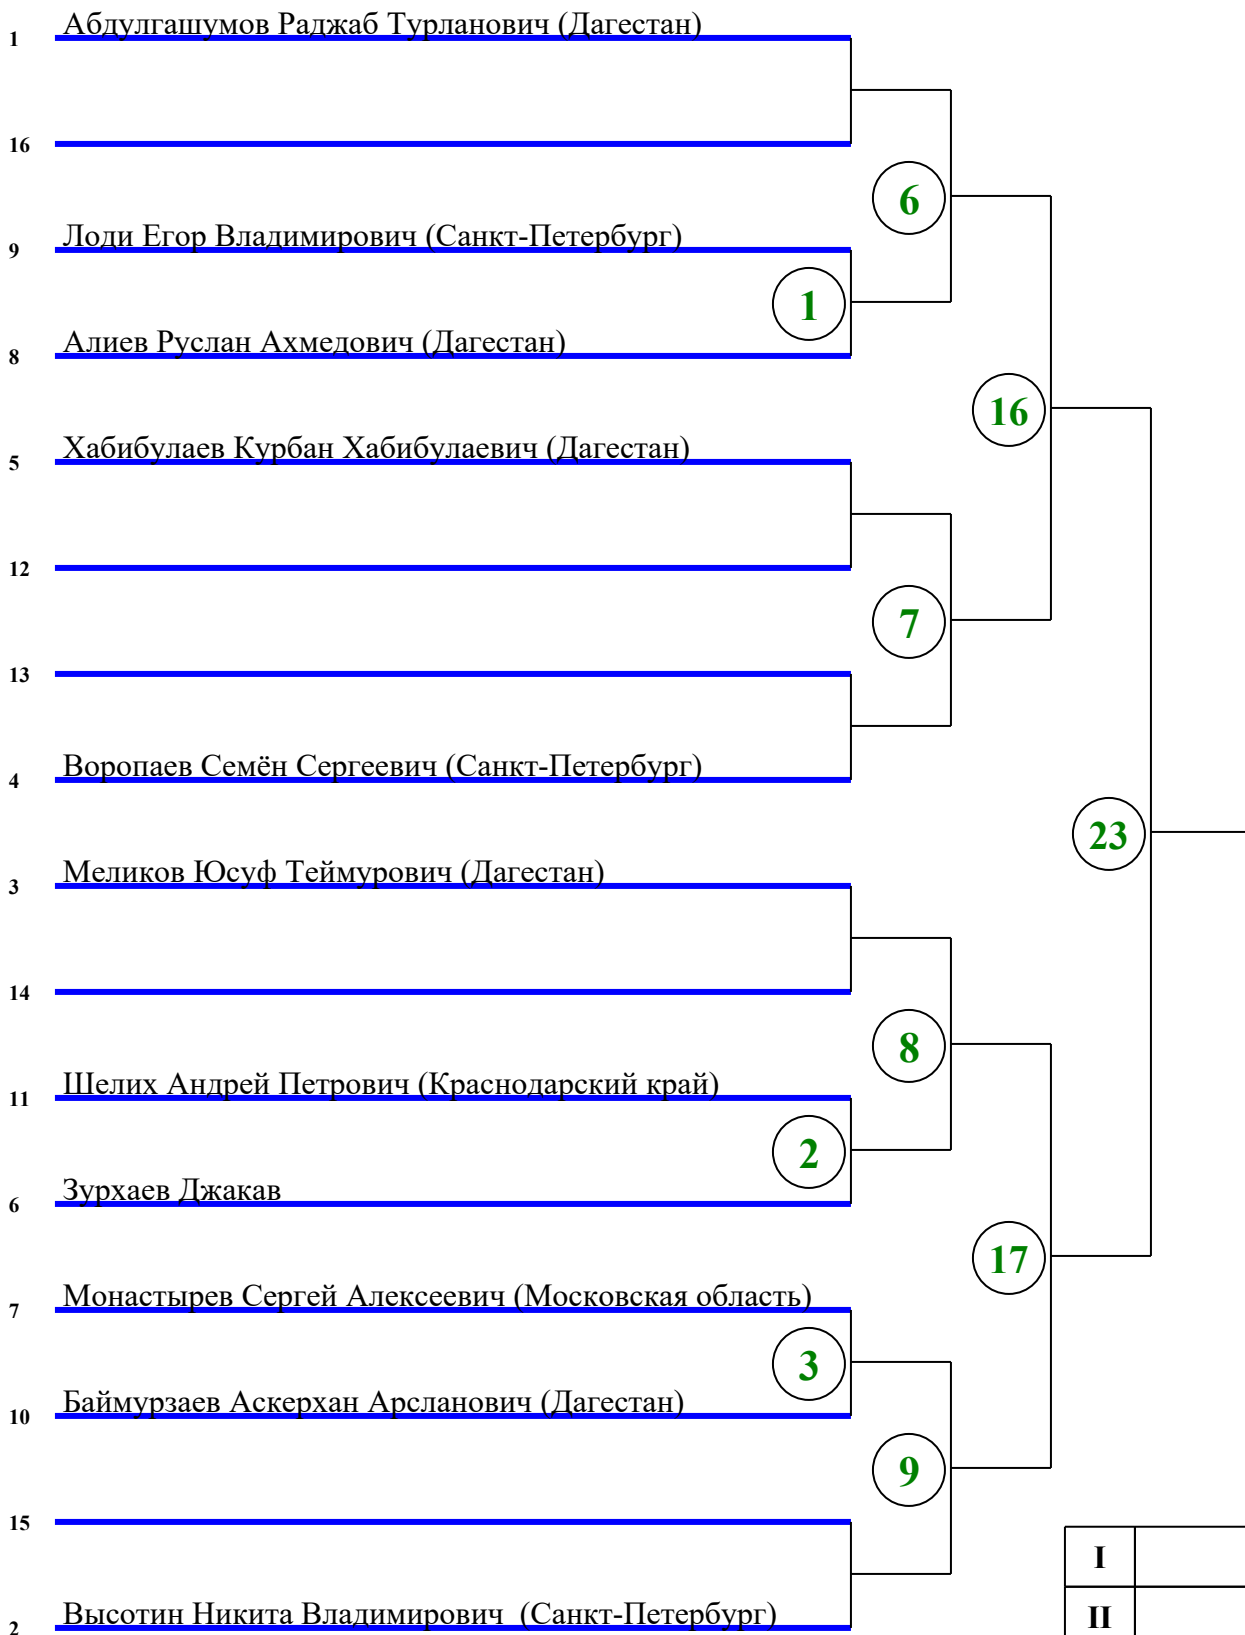 1 Абдулгашумов Раджаб Турланович (Дагестан)
16
6
9 Лоди Егор Владимирович (Санкт-Петербург)
1
8 Алиев Руслан Ахмедович (Дагестан)
16
5 Хабибулаев Курбан Хабибулаевич (Дагестан)
12
7
13
4 Воропаев Семён Сергеевич (Санкт-Петербург)
23
3 Меликов Юсуф Теймурович (Дагестан)
14
8
11 Шелих Андрей Петрович (Краснодарский край)
2
6 Зурхаев Джакав
17
7 Монастырев Сергей Алексеевич (Московская область)
3
10 Баймурзаев Аскерхан Арсланович (Дагестан)
9
15
I
2 Высотин Никита Владимирович (Санкт-Петербург)
II